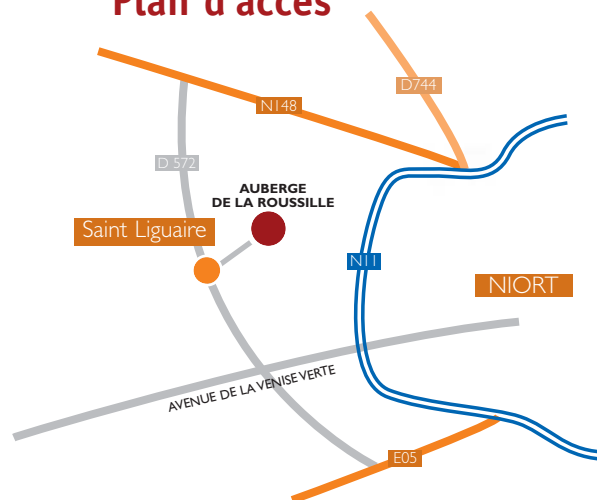 Plan d'accès
D744
N148
D 572
AUBERGE
DE LA ROUSSILLE
Saint Liguaire
N11
NIORT
AVENUE DE LA VENISE VERTE
E05